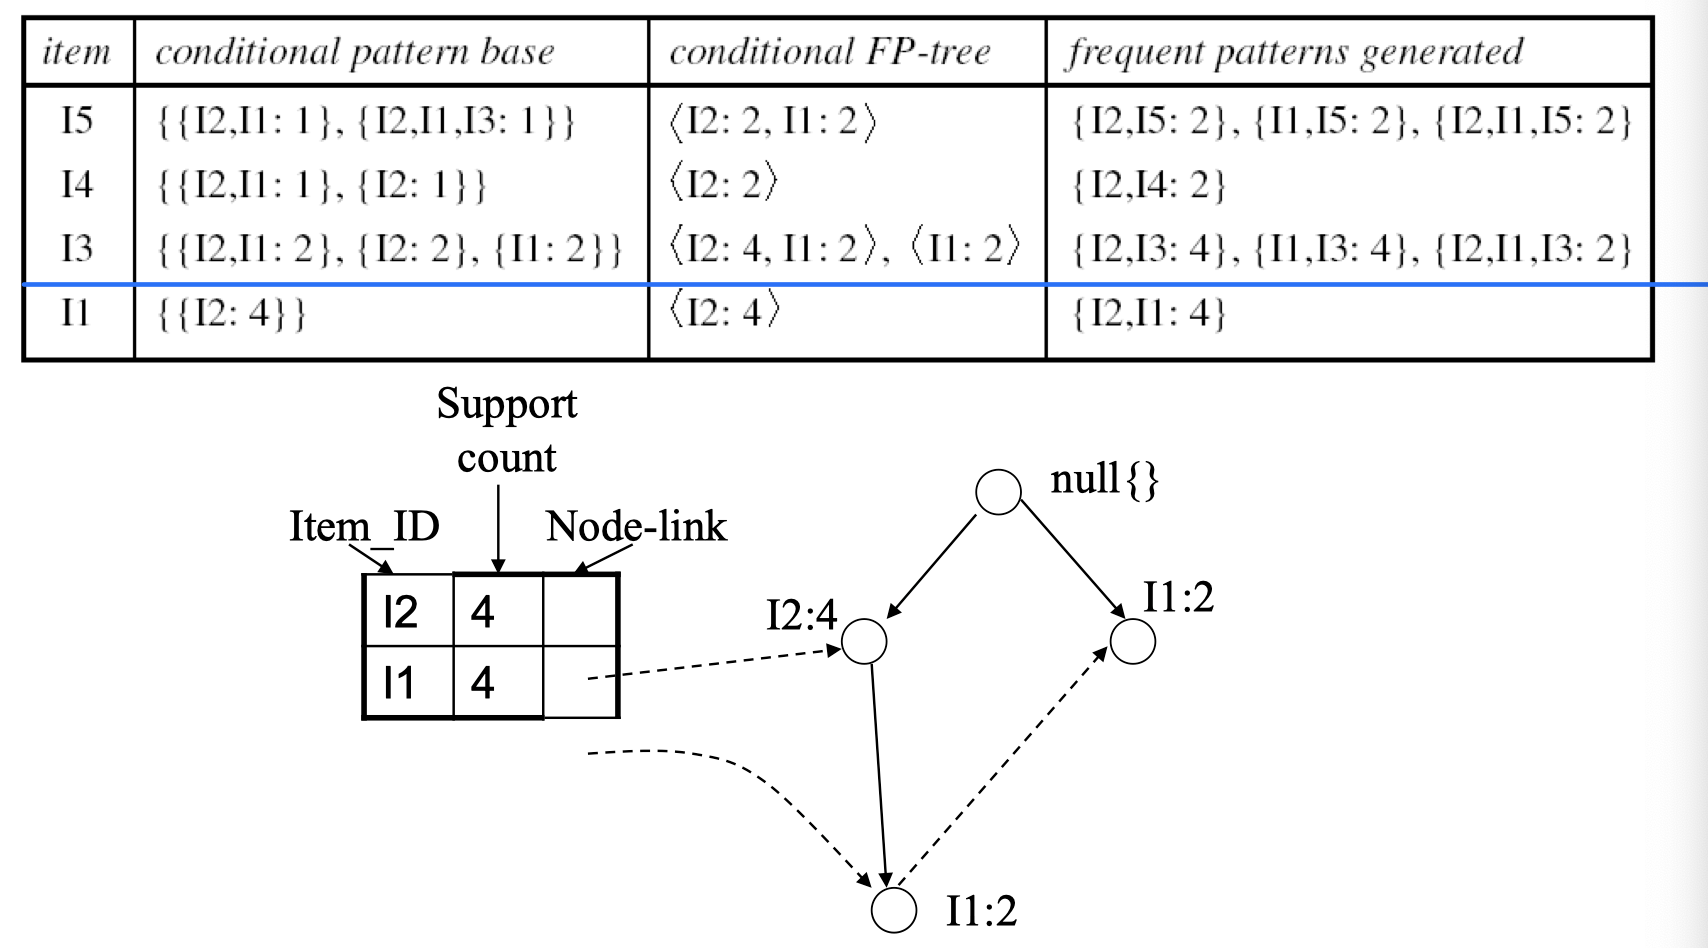 item conditional pattern base conditional FP-tree frequent patterns generated
I5 {{I2,I1: 1}, {I2,I1,I3: 1}} ⟨I2: 2, I1: 2⟩ {I2,I5: 2}, {I1,I5: 2}, {I2,I1,I5: 2}
I4 {{I2,I1: 1}, {I2: 1}} ⟨I2: 2⟩ {I2,I4: 2}
I3 {{I2,I1: 2}, {I2: 2}, {I1: 2}} ⟨I2: 4, I1: 2⟩, ⟨I1: 2⟩ {I2,I3: 4}, {I1,I3: 4}, {I2,I1,I3: 2}
I1 {{I2: 4}} ⟨I2: 4⟩ {I2,I1: 4}
Support
count
Item_ID Node-link
null{}
I2 4
I1 4
I2:4
I1:2
I1:2